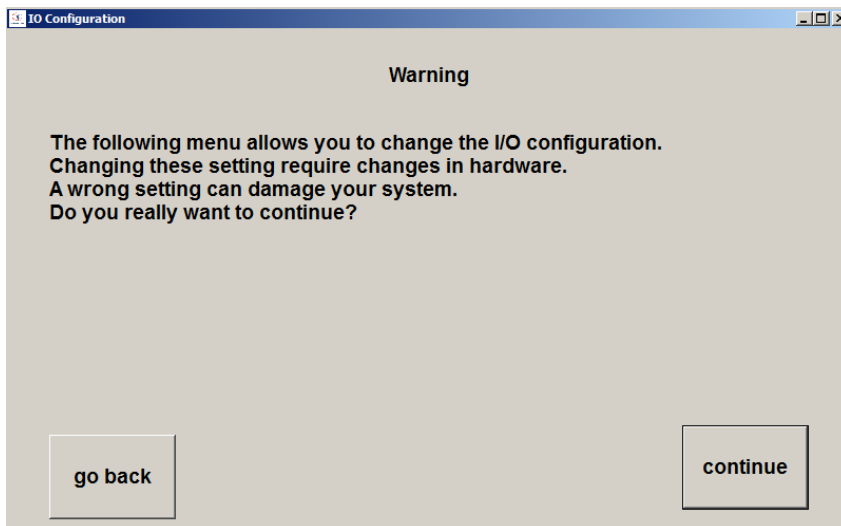 IO Configuration
Warning
The following menu allows you to change the I/O configuration.
Changing these setting require changes in hardware.
A wrong setting can damage your system.
Do you really want to continue?
go back
continue